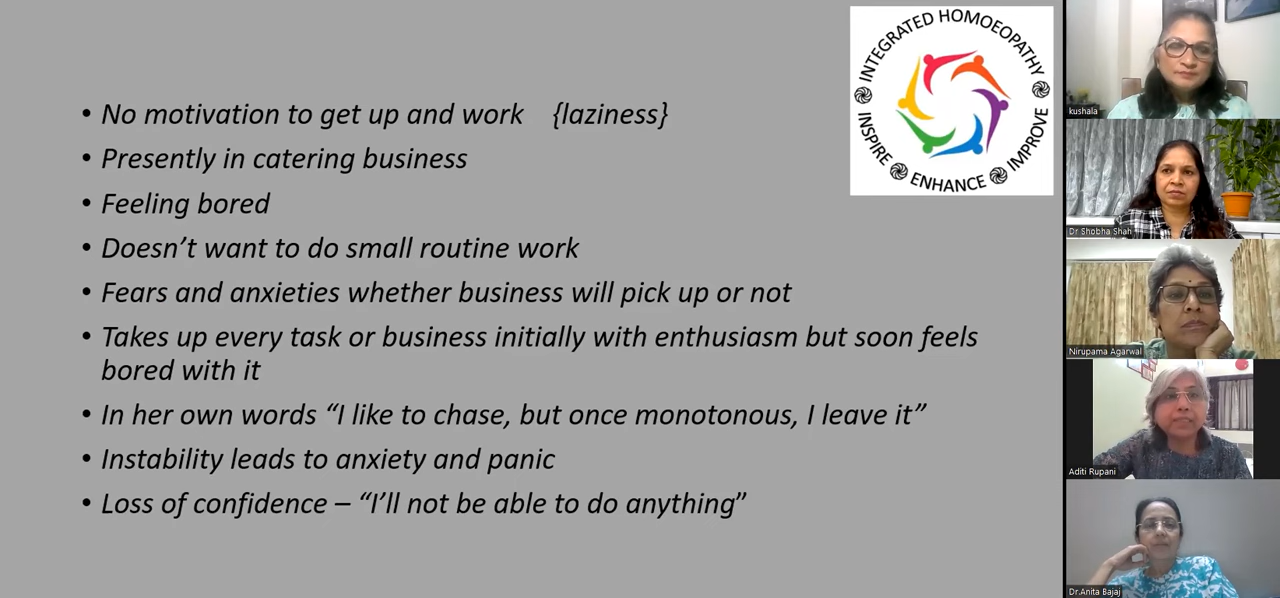 • No motivation to get up and work {laziness}
• Presently in catering business
• Feeling bored
• Doesn’t want to do small routine work
• Fears and anxieties whether business will pick up or not
• Takes up every task or business initially with enthusiasm but soon feels
bored with it
• In her own words “I like to chase, but once monotonous, I leave it”
• Instability leads to anxiety and panic
• Loss of confidence – “I’ll not be able to do anything”
INTEGRATED HOMOEOPATHY
INSPIRE ENHANCE IMPROVE
kushala
Dr Shobha Shah
Nirupama Agarwal
Aditi Rupani
Dr.Anita Bajaj